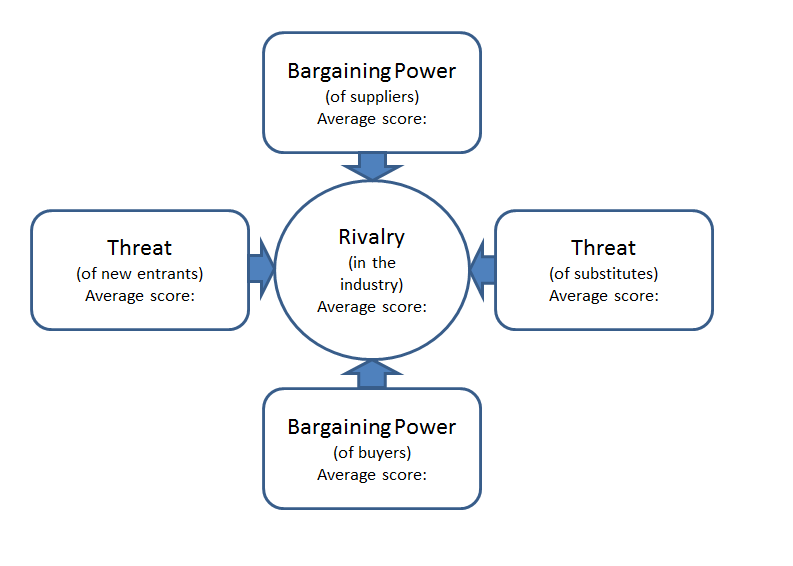 Bargaining Power
(of suppliers)
Average score:
Threat
(of new entrants)
Average score:
Rivalry
(in the
industry)
Average score:
Threat
(of substitutes)
Average score:
Bargaining Power
(of buyers)
Average score: